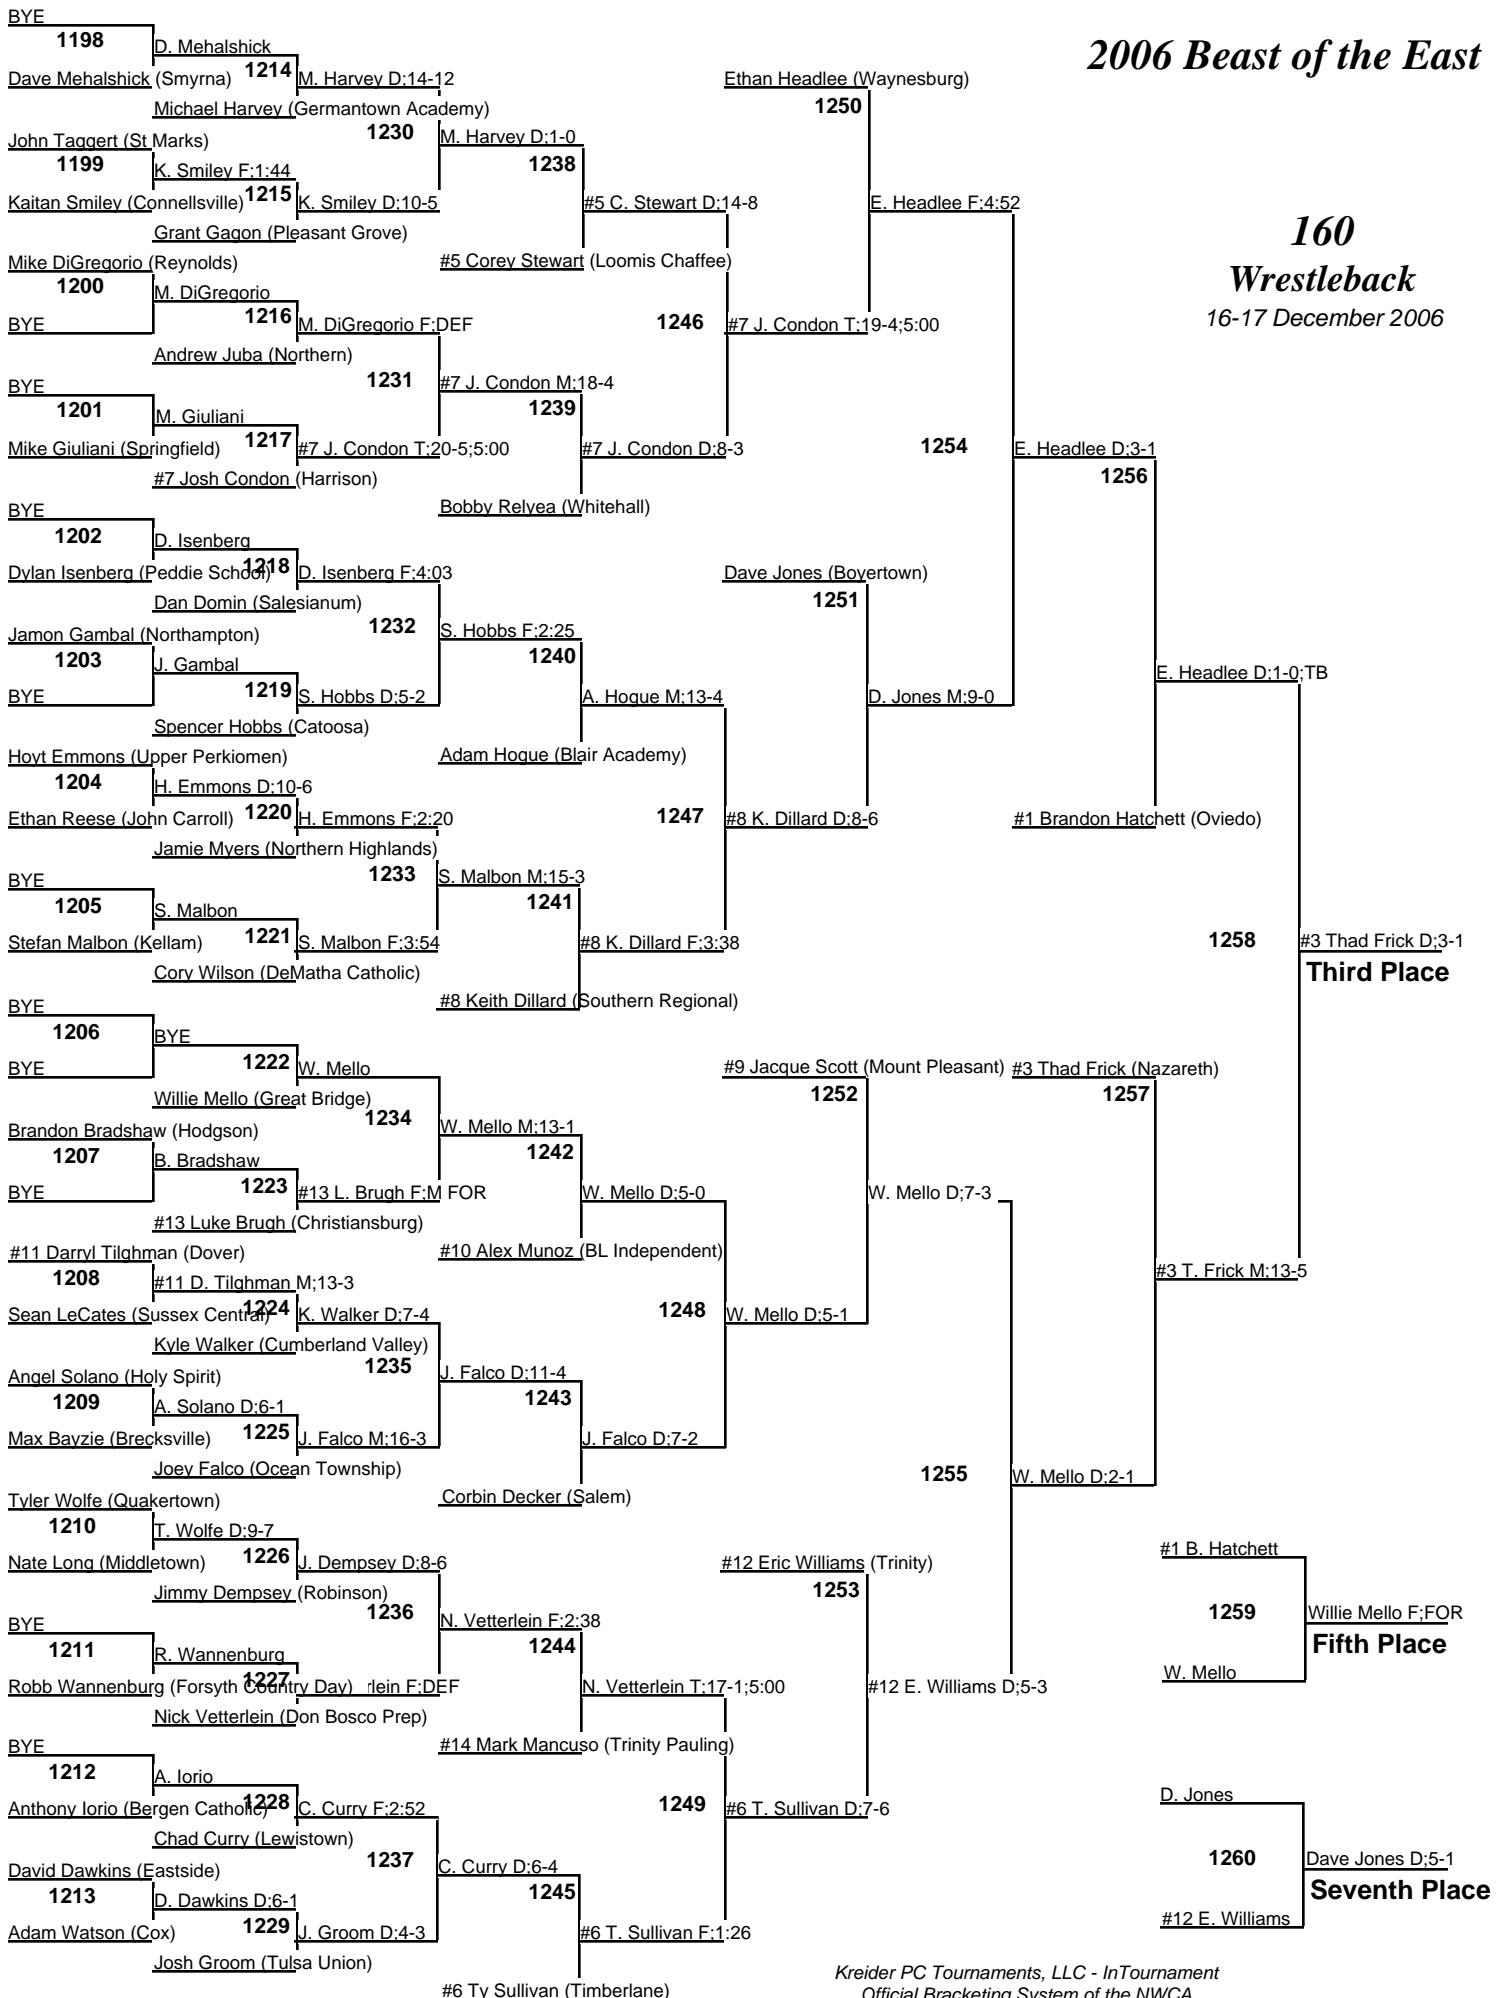 BYE
1198
D. Mehalshick
Dave Mehalshick (Smyrna)
1214
M. Harvey D;14-12
Michael Harvey (Germantown Academy)
1230
M. Harvey D;1-0
John Taggert (St Marks)
1199
K. Smiley F;1:44
Kaitan Smiley (Connellsville)
1215
K. Smiley D;10-5
Grant Gagon (Pleasant Grove)
1238
#5 C. Stewart D;14-8
#5 Corey Stewart (Loomis Chaffee)
Mike DiGregorio (Reynolds)
1200
M. DiGregorio
BYE
1216
M. DiGregorio F;DEF
Andrew Juba (Northern)
1231
#7 J. Condon M;18-4
BYE
1201
M. Giuliani
Mike Giuliani (Springfield)
1217
#7 J. Condon T;20-5;5:00
#7 Josh Condon (Harrison)
1239
#7 J. Condon D;8-3
Bobby Relyea (Whitehall)
1246
#7 J. Condon T;19-4;5:00
Ethan Headlee (Waynesburg)
1250
E. Headlee F;4:52
2006 Beast of the East
160
Wrestleback
16-17 December 2006
BYE
1202
D. Isenberg
Dylan Isenberg (Peddie School)
1218
D. Isenberg F;4:03
Dan Domin (Salesianum)
1232
S. Hobbs F;2:25
Jamon Gambal (Northampton)
1203
J. Gambal
BYE
1219
S. Hobbs D;5-2
Spencer Hobbs (Catoosa)
1240
A. Hogue M;13-4
Adam Hogue (Blair Academy)
Hoyt Emmons (Upper Perkiomen)
1204
H. Emmons D;10-6
Ethan Reese (John Carroll)
1220
H. Emmons F;2:20
Jamie Myers (Northern Highlands)
1233
S. Malbon M;15-3
BYE
1205
S. Malbon
Stefan Malbon (Kellam)
1221
S. Malbon F;3:54
Cory Wilson (DeMatha Catholic)
1241
#8 K. Dillard F;3:38
#8 Keith Dillard (Southern Regional)
1247
#8 K. Dillard D;8-6
Dave Jones (Boyertown)
1251
D. Jones M;9-0
1254
E. Headlee D;3-1
1256
#1 Brandon Hatchett (Oviedo)
E. Headlee D;1-0;TB
1258
#3 Thad Frick D;3-1
Third Place
BYE
1206
BYE
BYE
1222
W. Mello
Willie Mello (Great Bridge)
1234
W. Mello M;13-1
Brandon Bradshaw (Hodgson)
1207
B. Bradshaw
BYE
1223
#13 L. Brugh F;M FOR
#13 Luke Brugh (Christiansburg)
1242
W. Mello D;5-0
#10 Alex Munoz (BL Independent)
#11 Darryl Tilghman (Dover)
1208
#11 D. Tilghman M;13-3
Sean LeCates (Sussex Central)
1224
K. Walker D;7-4
Kyle Walker (Cumberland Valley)
1235
J. Falco D;11-4
Angel Solano (Holy Spirit)
1209
A. Solano D;6-1
Max Bayzie (Brecksville)
1225
J. Falco M;16-3
Joey Falco (Ocean Township)
1243
J. Falco D;7-2
Corbin Decker (Salem)
1248
W. Mello D;5-1
#9 Jacque Scott (Mount Pleasant)
1252
W. Mello D;7-3
#3 Thad Frick (Nazareth)
1257
#3 T. Frick M;13-5
1255
W. Mello D;2-1
Tyler Wolfe (Quakertown)
1210
T. Wolfe D;9-7
Nate Long (Middletown)
1226
J. Dempsey D;8-6
Jimmy Dempsey (Robinson)
1236
N. Vetterlein F;2:38
BYE
1211
R. Wannenburg
Robb Wannenburg (Forsyth Country Day)
1227
rlein F;DEF
Nick Vetterlein (Don Bosco Prep)
1244
N. Vetterlein T;17-1;5:00
#14 Mark Mancuso (Trinity Pauling)
BYE
1212
A. Iorio
Anthony Iorio (Bergen Catholic)
1228
C. Curry F;2:52
Chad Curry (Lewistown)
1237
C. Curry D;6-4
David Dawkins (Eastside)
1213
D. Dawkins D;6-1
Adam Watson (Cox)
1229
J. Groom D;4-3
Josh Groom (Tulsa Union)
1245
#6 T. Sullivan F;1:26
#6 Ty Sullivan (Timberlane)
1249
#6 T. Sullivan D;7-6
#12 Eric Williams (Trinity)
1253
#12 E. Williams D;5-3
#1 B. Hatchett
1259
W. Mello
Willie Mello F;FOR
Fifth Place
D. Jones
1260
#12 E. Williams
Dave Jones D;5-1
Seventh Place
Kreider PC Tournaments, LLC - InTournament
Official Bracketing System of the NWCA